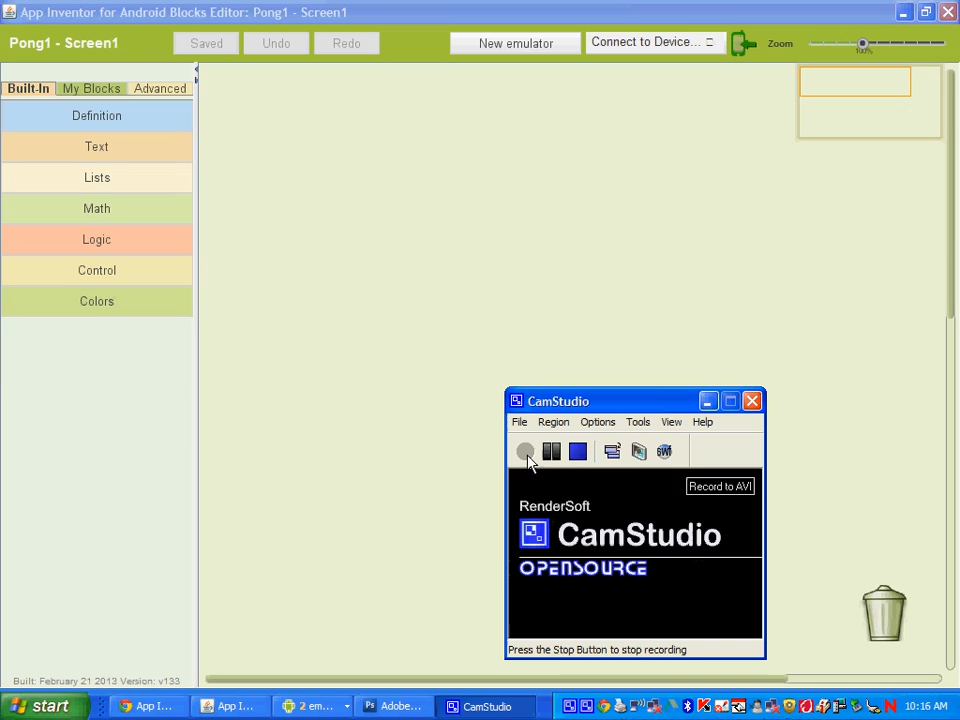 App Inventor for Android Blocks Editor: Pong1 - Screen1
Pong1 - Screen1
Saved
Undo
Redo
New emulator
Connect to Device...
Zoom
100%
Built-In
My Blocks
Advanced
Definition
Text
Lists
Math
Logic
Control
Colors
CamStudio
File
Region
Options
Tools
View
Help
Record to AVI
RenderSoft
CamStudio
OPENSOURCE
Press the Stop Button to stop recording
Built: February 21 2013 Version: v133
start
App I...
App I...
2 em...
Adobe...
CamStudio
10:16 AM